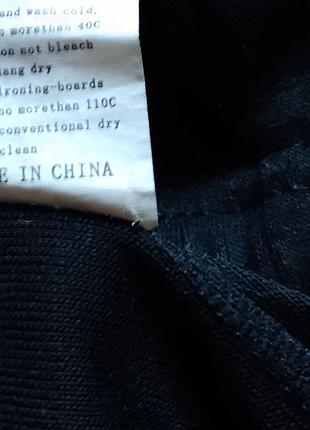 and wash cold,
no morethan 40C
on not bleach
hang dry
ironing-boards
no morethan 110C
conventional dry
clean
E IN CHINA